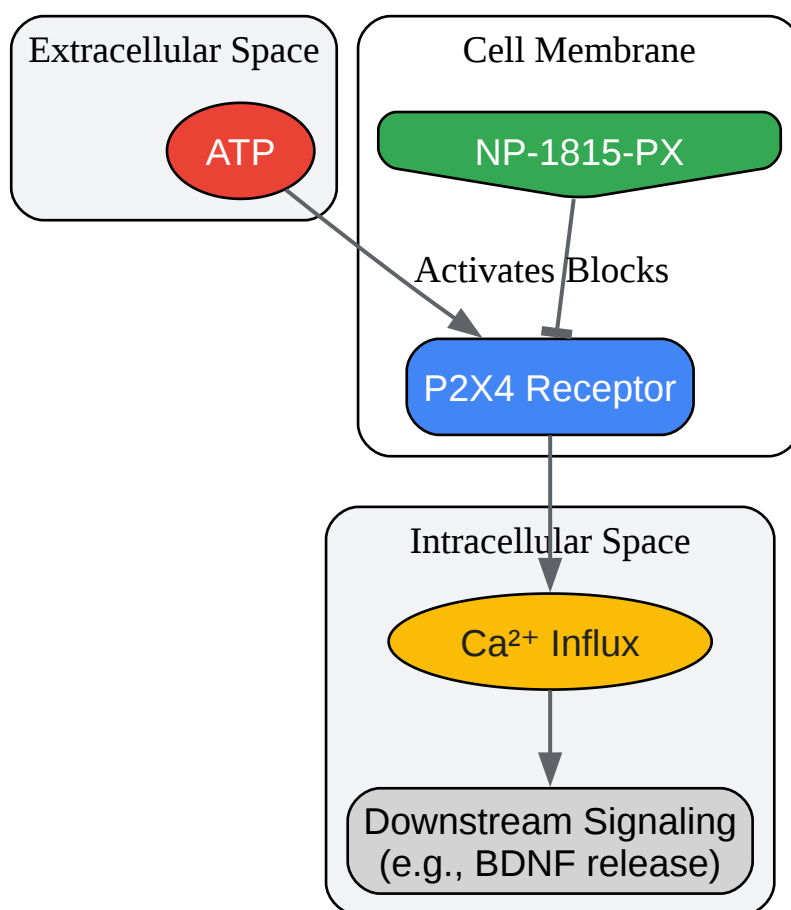 Extracellular Space
Cell Membrane
ATP
NP-1815-PX
Activates
Blocks
P2X4 Receptor
Intracellular Space
Ca²⁺ Influx
Downstream Signaling
(e.g., BDNF release)